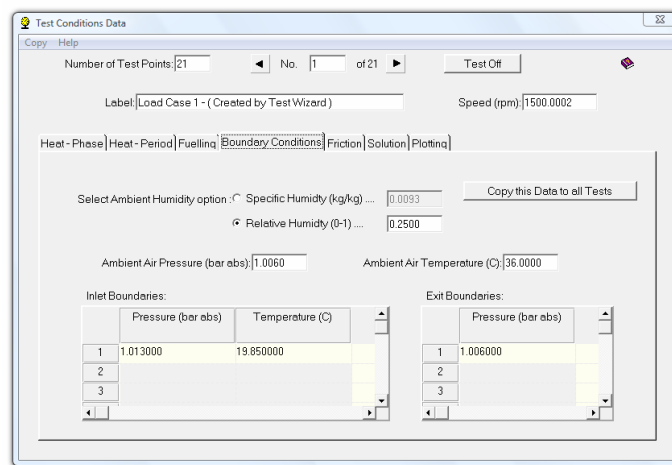 Test Conditions Data
Copy Help
Number of Test Points: 21 No. 1 of 21 Test Off
Label: Load Case 1 - ( Created by Test Wizard ) Speed (rpm): 1500.0002
Heat - Phase Heat - Period Fuelling Boundary Conditions Friction Solution Plotting
Select Ambient Humidity option : Specific Humidty (kg/kg) .... 0.0093 Copy this Data to all Tests
Relative Humidty (0-1) .... 0.2500
Ambient Air Pressure (bar abs): 1.0060 Ambient Air Temperature (C): 36.0000
Inlet Boundaries: Exit Boundaries:
Pressure (bar abs) Temperature (C) Pressure (bar abs)
1 1.013000 19.850000 1 1.006000
2 2
3 3